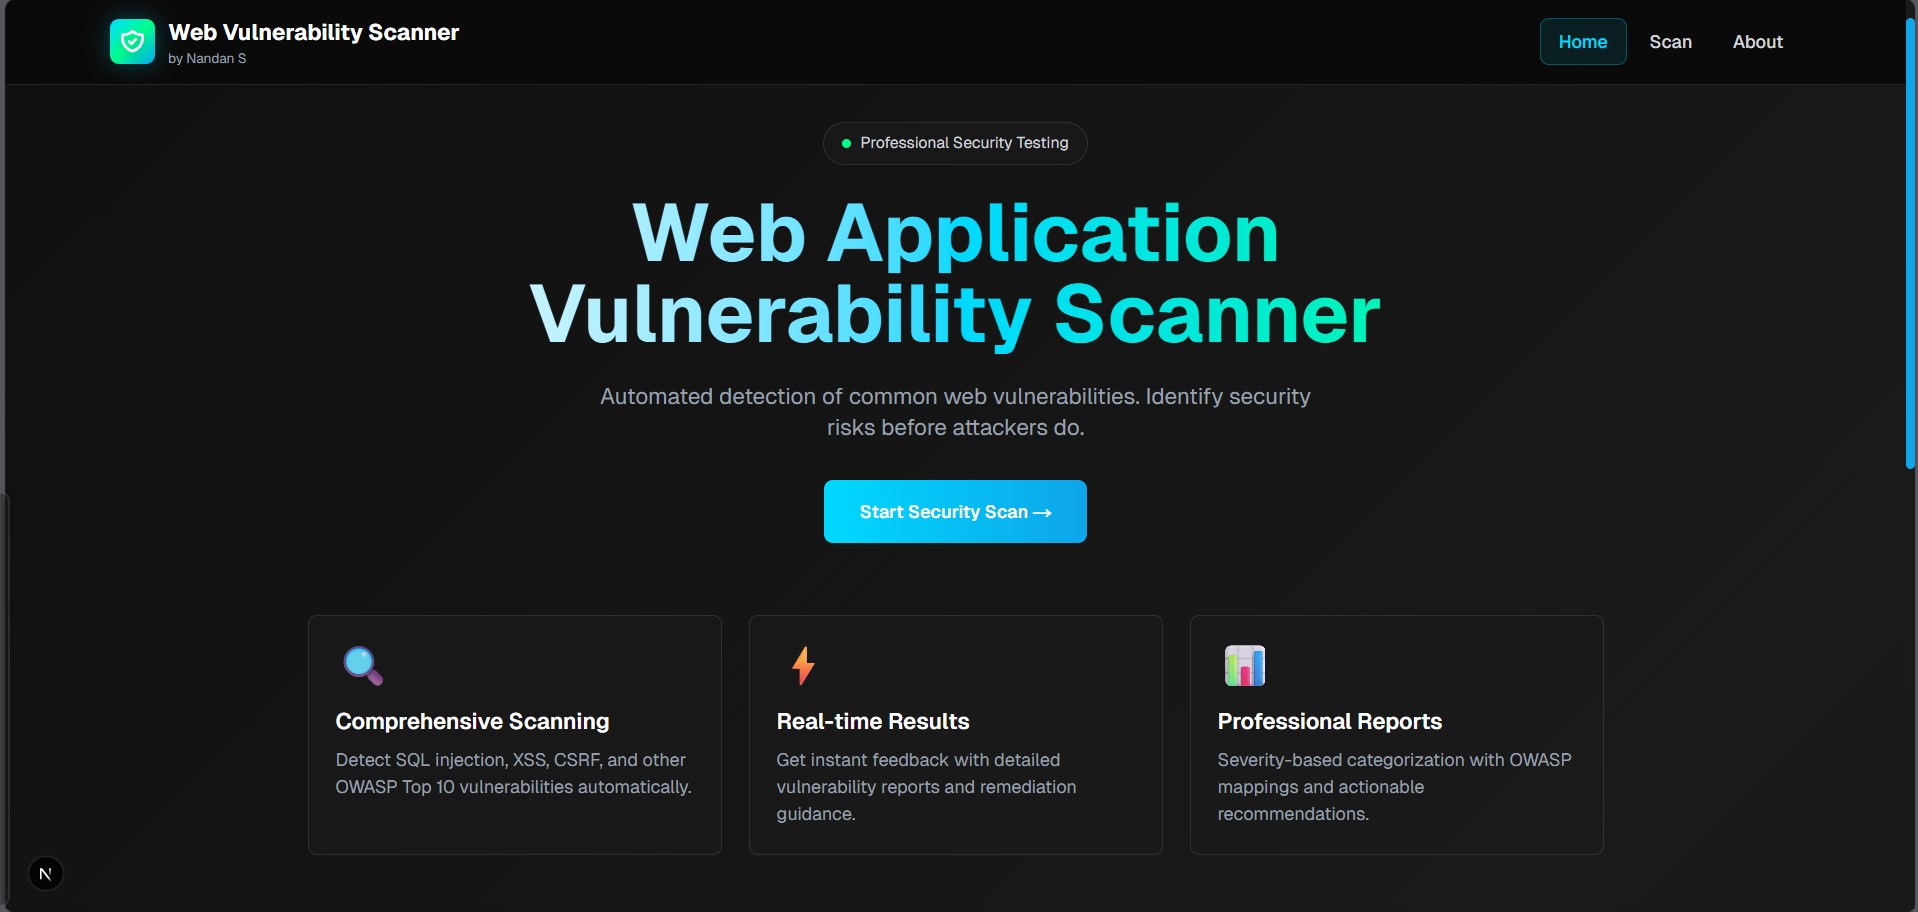 Web Vulnerability Scanner
by Nandan S
Home
Scan
About
Professional Security Testing
Web Application
Vulnerability Scanner
Automated detection of common web vulnerabilities. Identify security
risks before attackers do.
Start Security Scan →
Comprehensive Scanning
Detect SQL injection, XSS, CSRF, and other
OWASP Top 10 vulnerabilities automatically.
Real-time Results
Get instant feedback with detailed
vulnerability reports and remediation
guidance.
Professional Reports
Severity-based categorization with OWASP
mappings and actionable
recommendations.
N